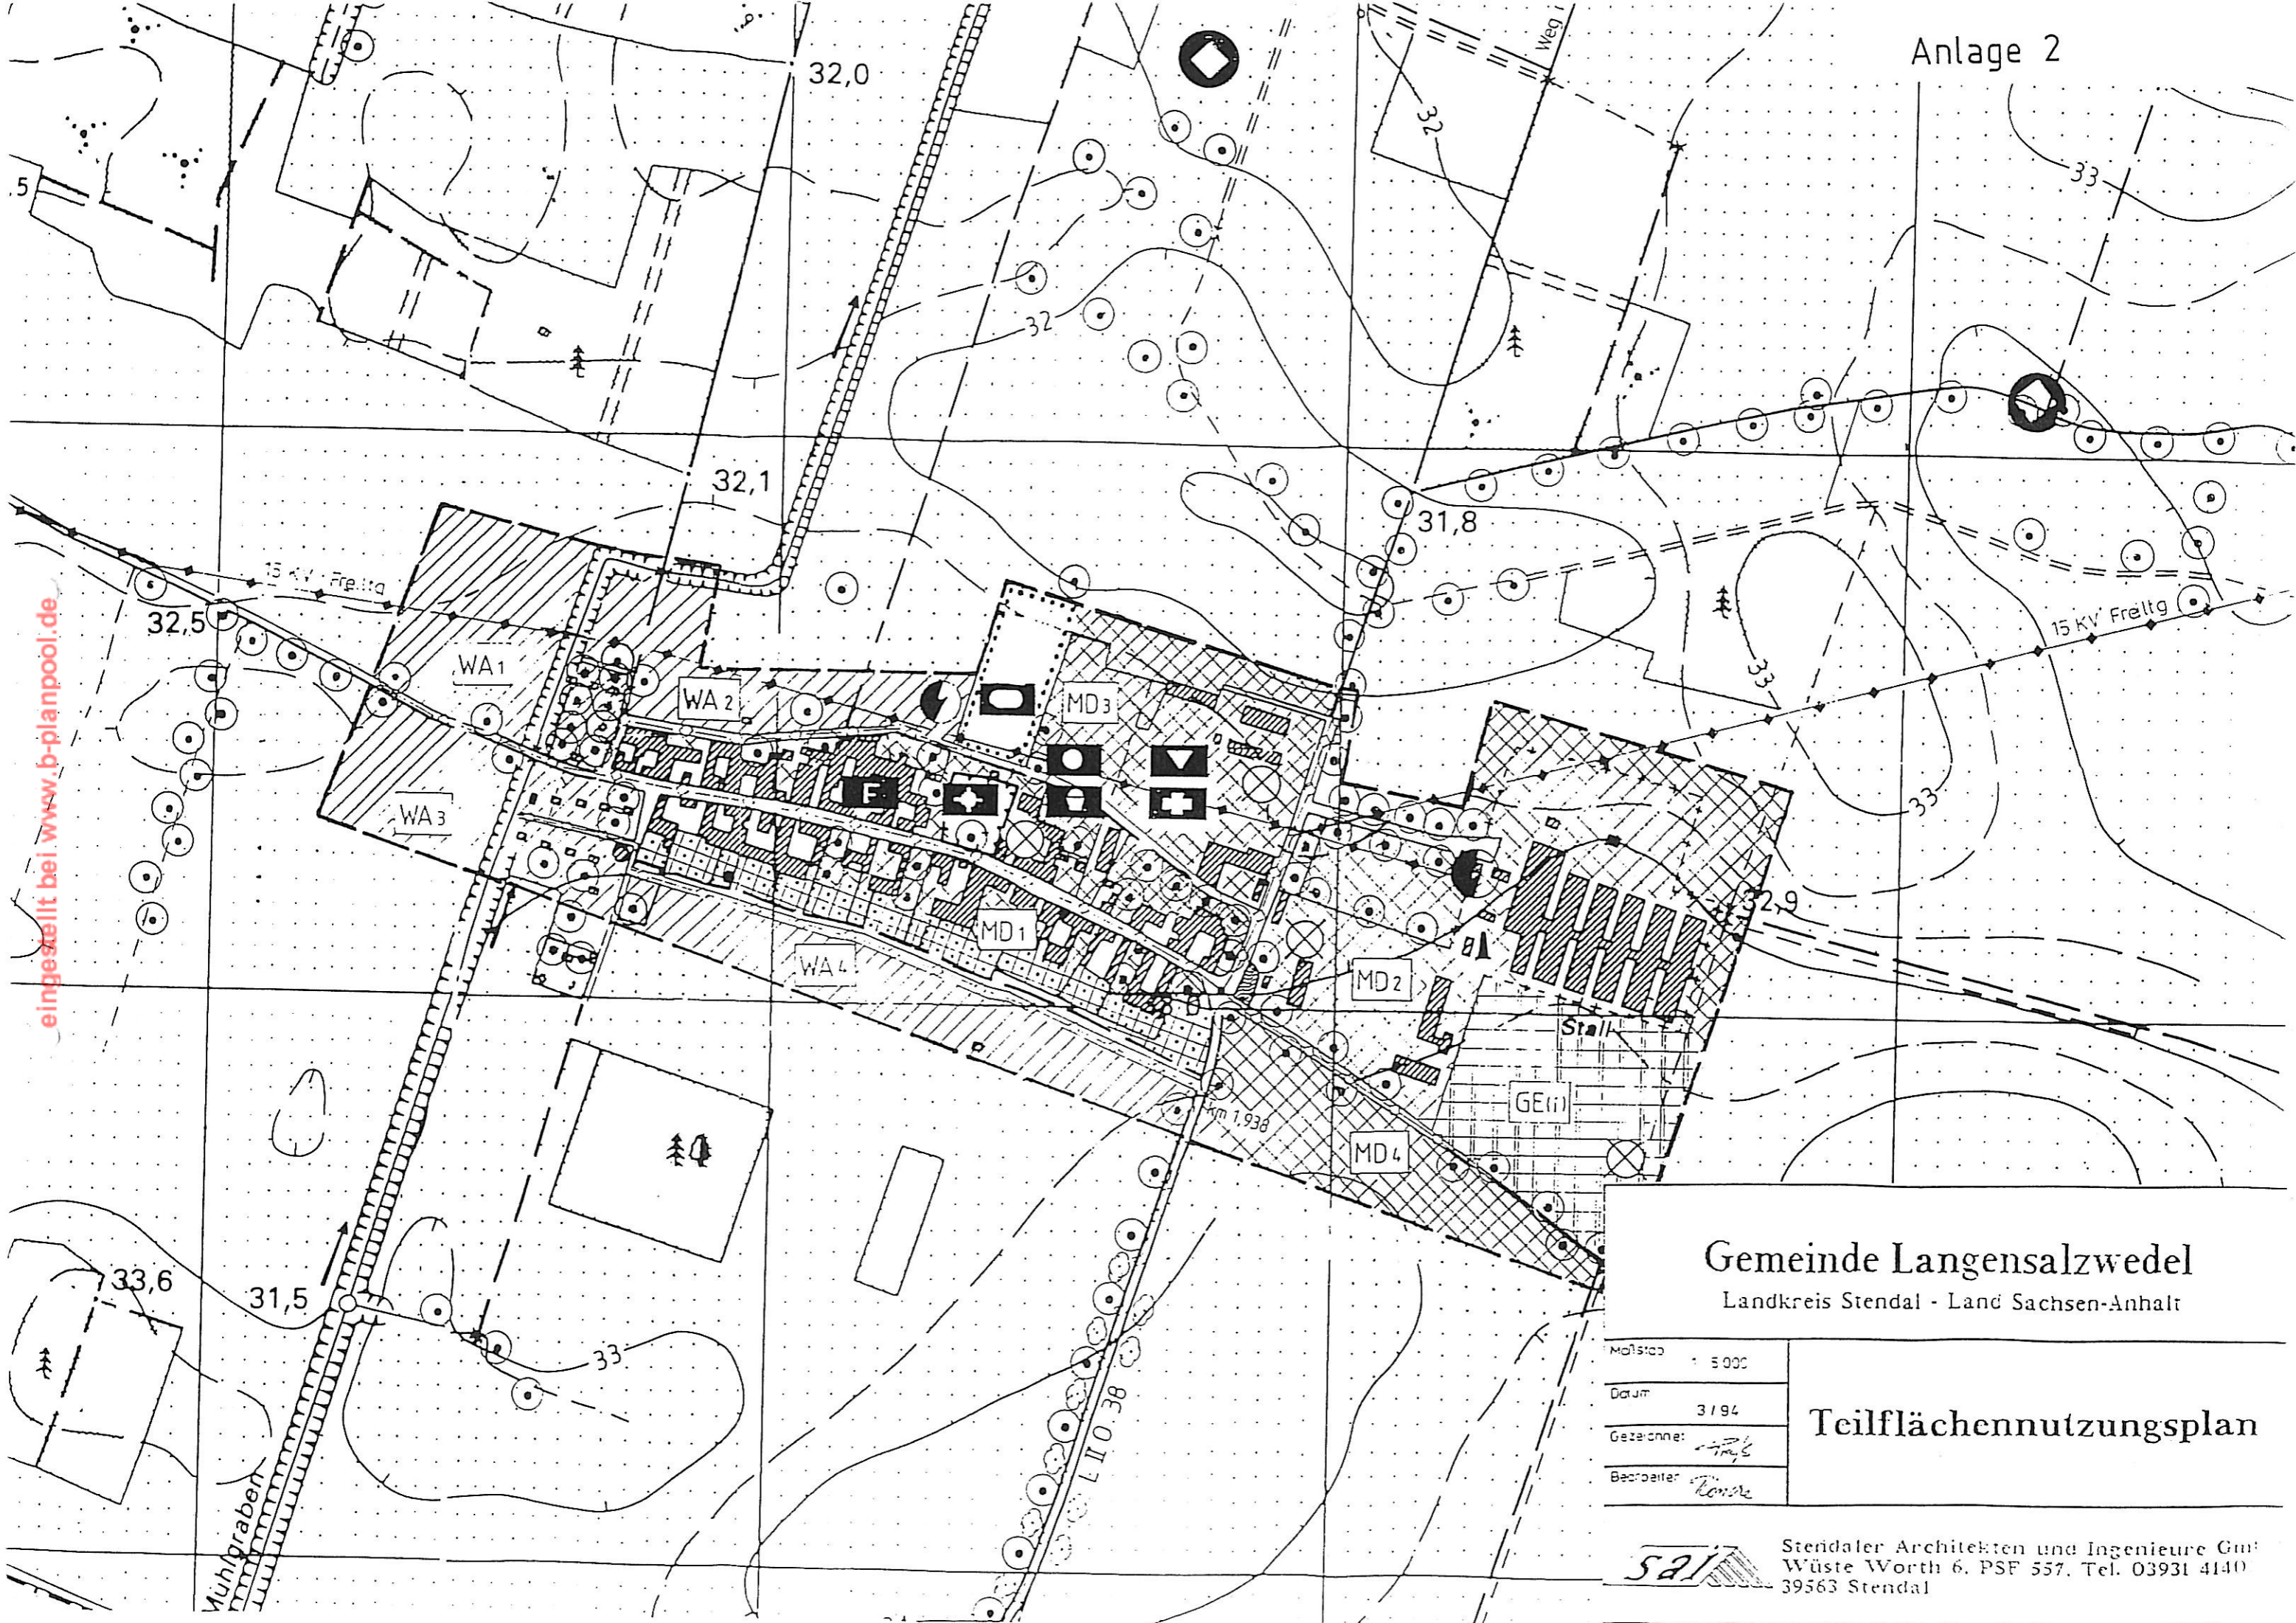 Anlage 2
32,0
Weg
32
33
,5
32
32,1
31,8
15 KV Freiltg
32,5
15 KV Freiltg
33
33
WA1
WA2
MD3
WA3
F
32,9
MD1
WA4
MD2
Stall
GE(i)
km 1,938
MD4
33,6
31,5
33
L II O 38
Mühlgraben
eingestellt bei www.b-planpool.de
Gemeinde Langensalzwedel
Landkreis Stendal - Land Sachsen-Anhalt
Maßstab 1: 5 000
Datum 3/94
Gezeichnet
Bearbeiter
Teilflächennutzungsplan
sai
Stendaler Architekten und Ingenieure
Wüste Worth 6, PSF 557, Tel. 03931 4140
39563 Stendal